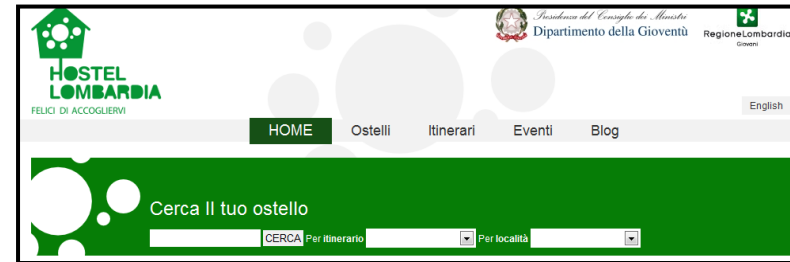 Presidenza del Consiglio dei Ministri
Dipartimento della Gioventù
RegioneLombardia
Giovani
HOSTEL
LOMBARDIA
FELICI DI ACCOGLIERVI
English
HOME Ostelli Itinerari Eventi Blog
Cerca Il tuo ostello
CERCA Per itinerario Per località